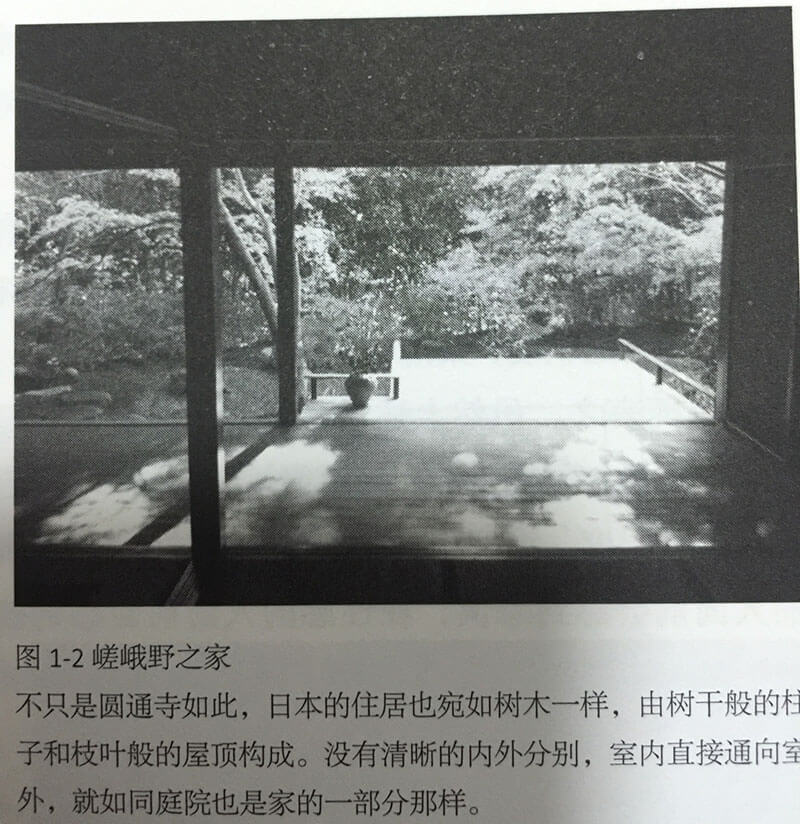 图 1-2 嵯峨野之家
不只是圆通寺如此，日本的住居也宛如树木一样，由树干般的柱
子和枝叶般的屋顶构成。没有清晰的内外分别，室内直接通向室
外，就如同庭院也是家的一部分那样。